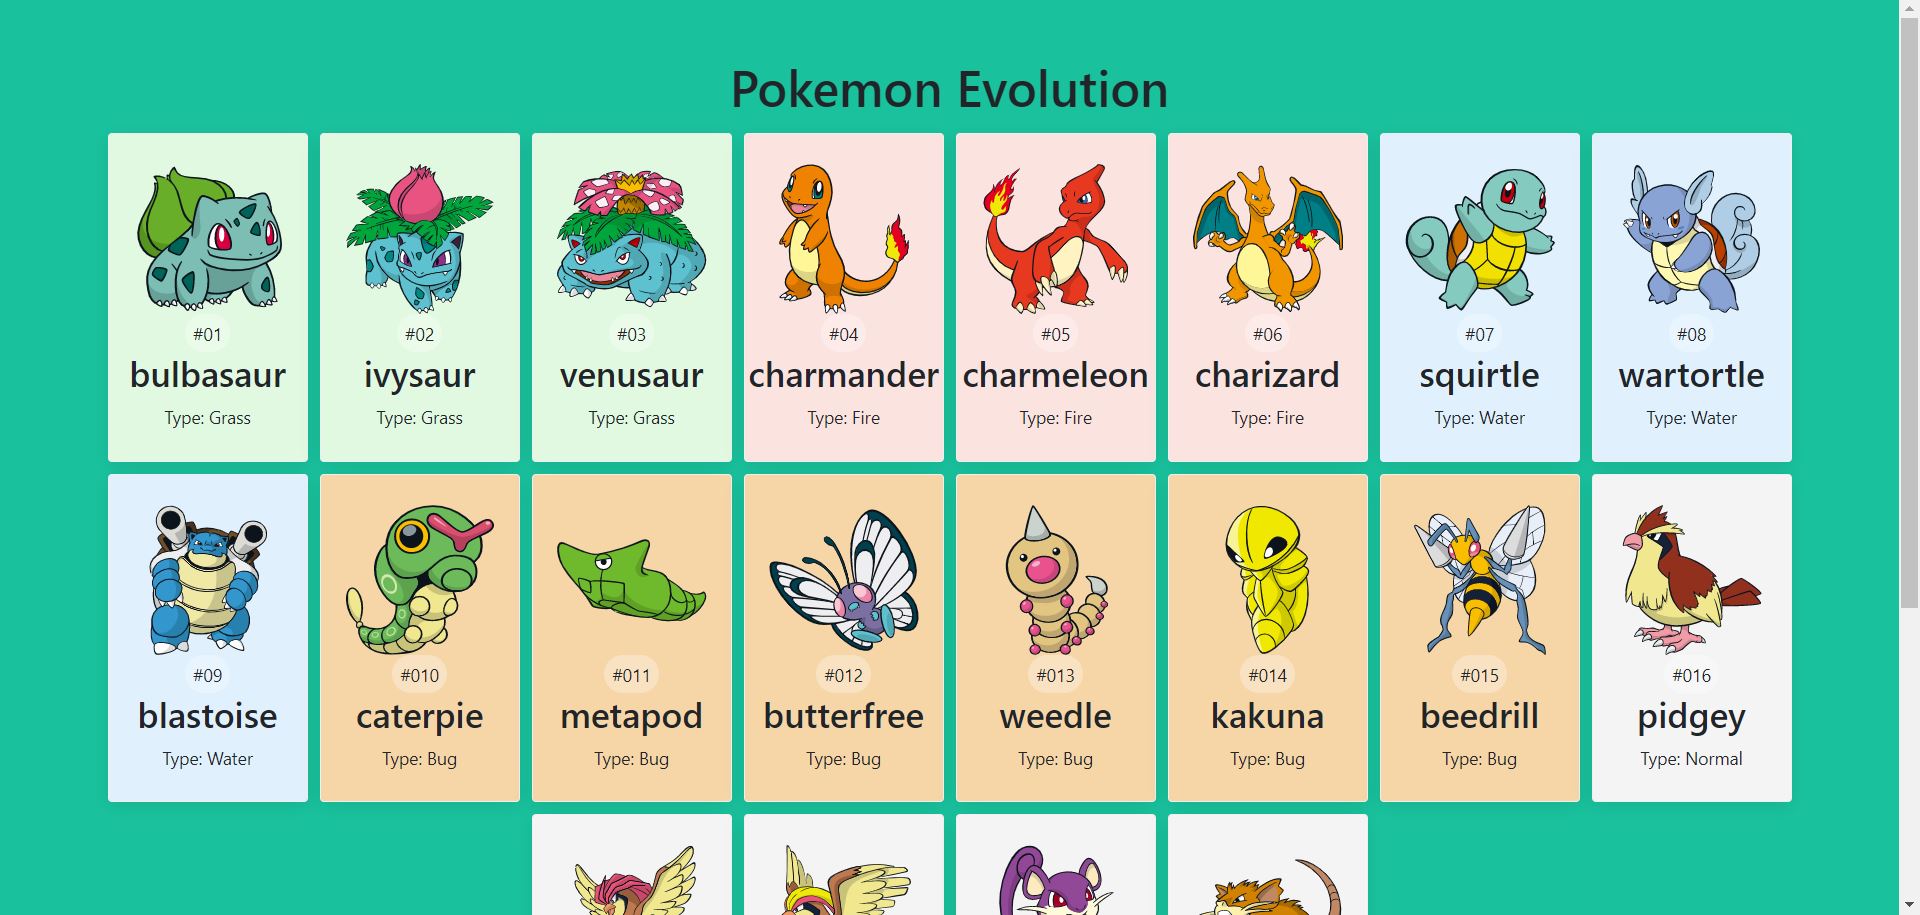 Pokemon Evolution
#01
bulbasaur
Type: Grass
#02
ivysaur
Type: Grass
#03
venusaur
Type: Grass
#04
charmander
Type: Fire
#05
charmeleon
Type: Fire
#06
charizard
Type: Fire
#07
squirtle
Type: Water
#08
wartortle
Type: Water
#09
blastoise
Type: Water
#010
caterpie
Type: Bug
#011
metapod
Type: Bug
#012
butterfree
Type: Bug
#013
weedle
Type: Bug
#014
kakuna
Type: Bug
#015
beedrill
Type: Bug
#016
pidgey
Type: Normal